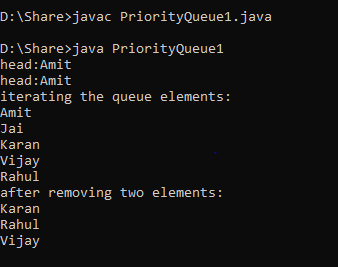 D:\Share>javac PriorityQueue1.java
D:\Share>java PriorityQueue1
head:Amit
head:Amit
iterating the queue elements:
Amit
Jai
Karan
Vijay
Rahul
after removing two elements:
Karan
Rahul
Vijay